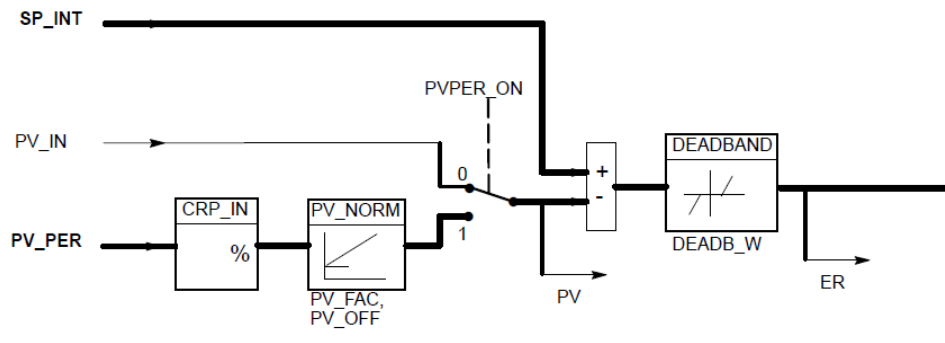 SP_INT
PVPER_ON
PV_IN
0
+
-
DEADBAND
DEADB_W
PV_PER
CRP_IN
%
PV_NORM
1
PV_FAC,
PV_OFF
PV
ER